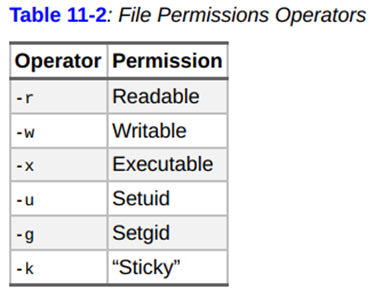 Table 11-2: File Permissions Operators
Operator Permission
-r Readable
-w Writable
-x Executable
-u Setuid
-g Setgid
-k “Sticky”